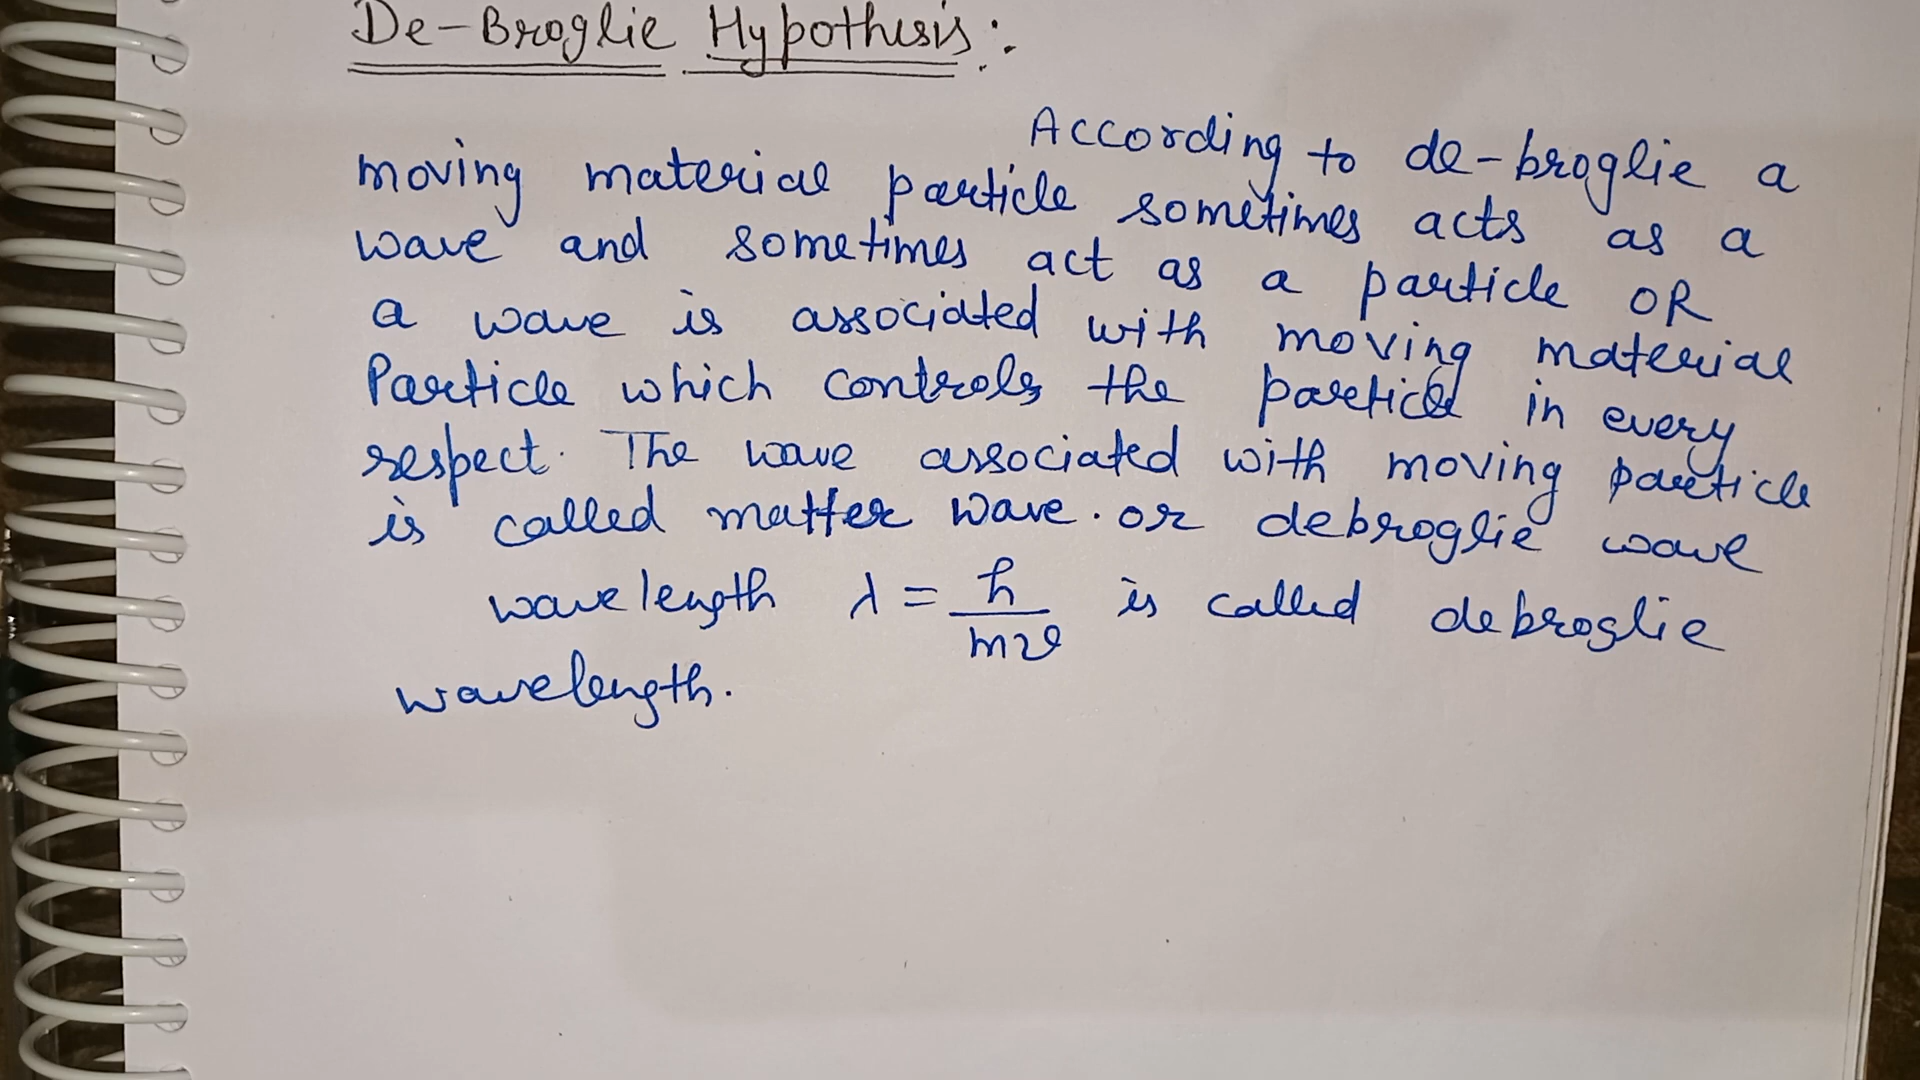 De-Broglie Hypothesis:
According to de-broglie a
moving material particle sometimes acts as a
wave and sometimes act as a particle OR
a wave is associated with moving material
Particle which controls the particle in every
respect. The wave associated with moving particle
is called matter wave. or debroglie wave
wavelength λ = ħ/mv is called debroglie
wavelength.